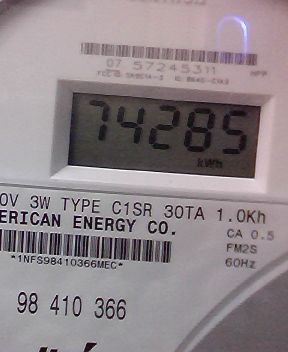 07 57245311
74285
kWh
0V 3W TYPE C1SR 30TA 1.0Kh
ERICAN ENERGY CO.
CA 0.5
FM2S
60Hz
*1NFS98410366MEC*
98 410 366